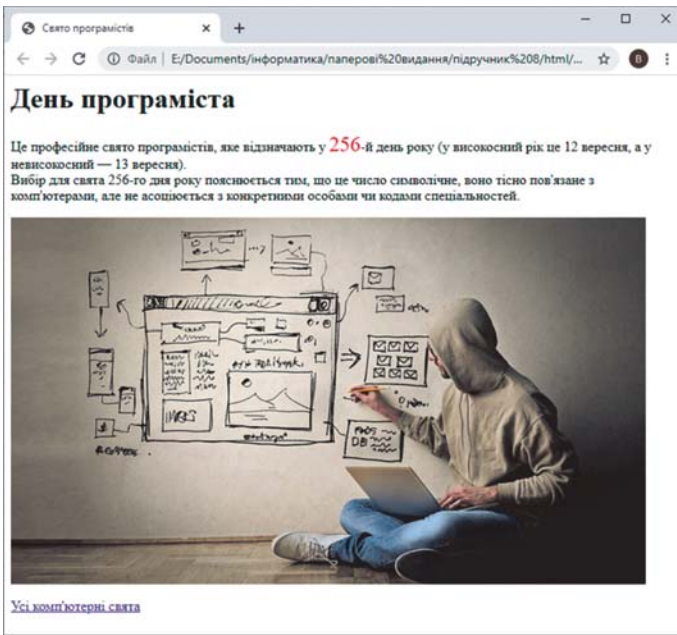 Свято програмістів
Файл | E:/Documents/інформатика/паперові%20видання/підручник%208/html/...
В
День програміста
Це професійне свято програмістів, яке відзначають у 256-й день року (у високосний рік це 12 вересня, а у
невисокосний — 13 вересня).
Вибір для свята 256-го дня року пояснюється тим, що це число символічне, воно тісно пов'язане з
комп'ютерами, але не асоціюється з конкретними особами чи кодами спеціальностей.
Усі комп'ютерні свята